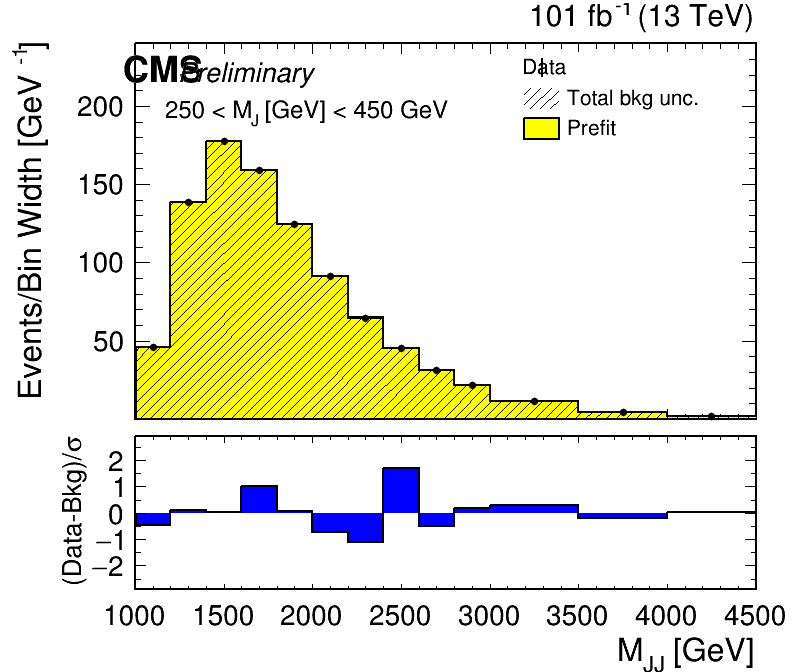 101 fb⁻¹ (13 TeV)
CMS Preliminary
Data
250 < M_J [GeV] < 450 GeV
Total bkg unc.
Prefit
Events/Bin Width [GeV⁻¹]
200
150
100
50
(Data-Bkg)/σ
2
1
0
−1
−2
1000 1500 2000 2500 3000 3500 4000 4500
M_JJ [GeV]